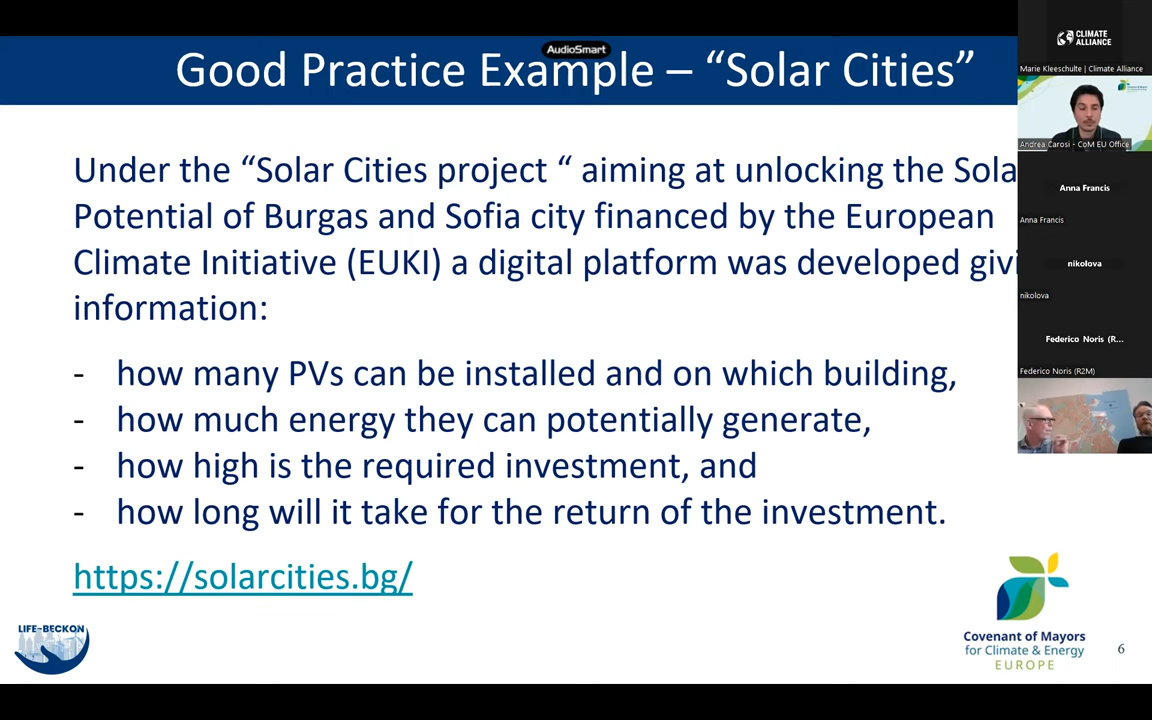 AudioSmart
Good Practice Example – “Solar Cities”
Under the “Solar Cities project “ aiming at unlocking the Sola
Potential of Burgas and Sofia city financed by the European
Climate Initiative (EUKI) a digital platform was developed givi
information:
- how many PVs can be installed and on which building,
- how much energy they can potentially generate,
- how high is the required investment, and
- how long will it take for the return of the investment.
https://solarcities.bg/
LIFE-BECKON
Covenant of Mayors
for Climate & Energy
EUROPE
6
CLIMATE
ALLIANCE
Marie Kleeschulte | Climate Alliance
Andrea Carosi - CoM EU Office
Anna Francis
Anna Francis
nikolova
nikolova
Federico Noris (R...
Federico Noris (R2M)